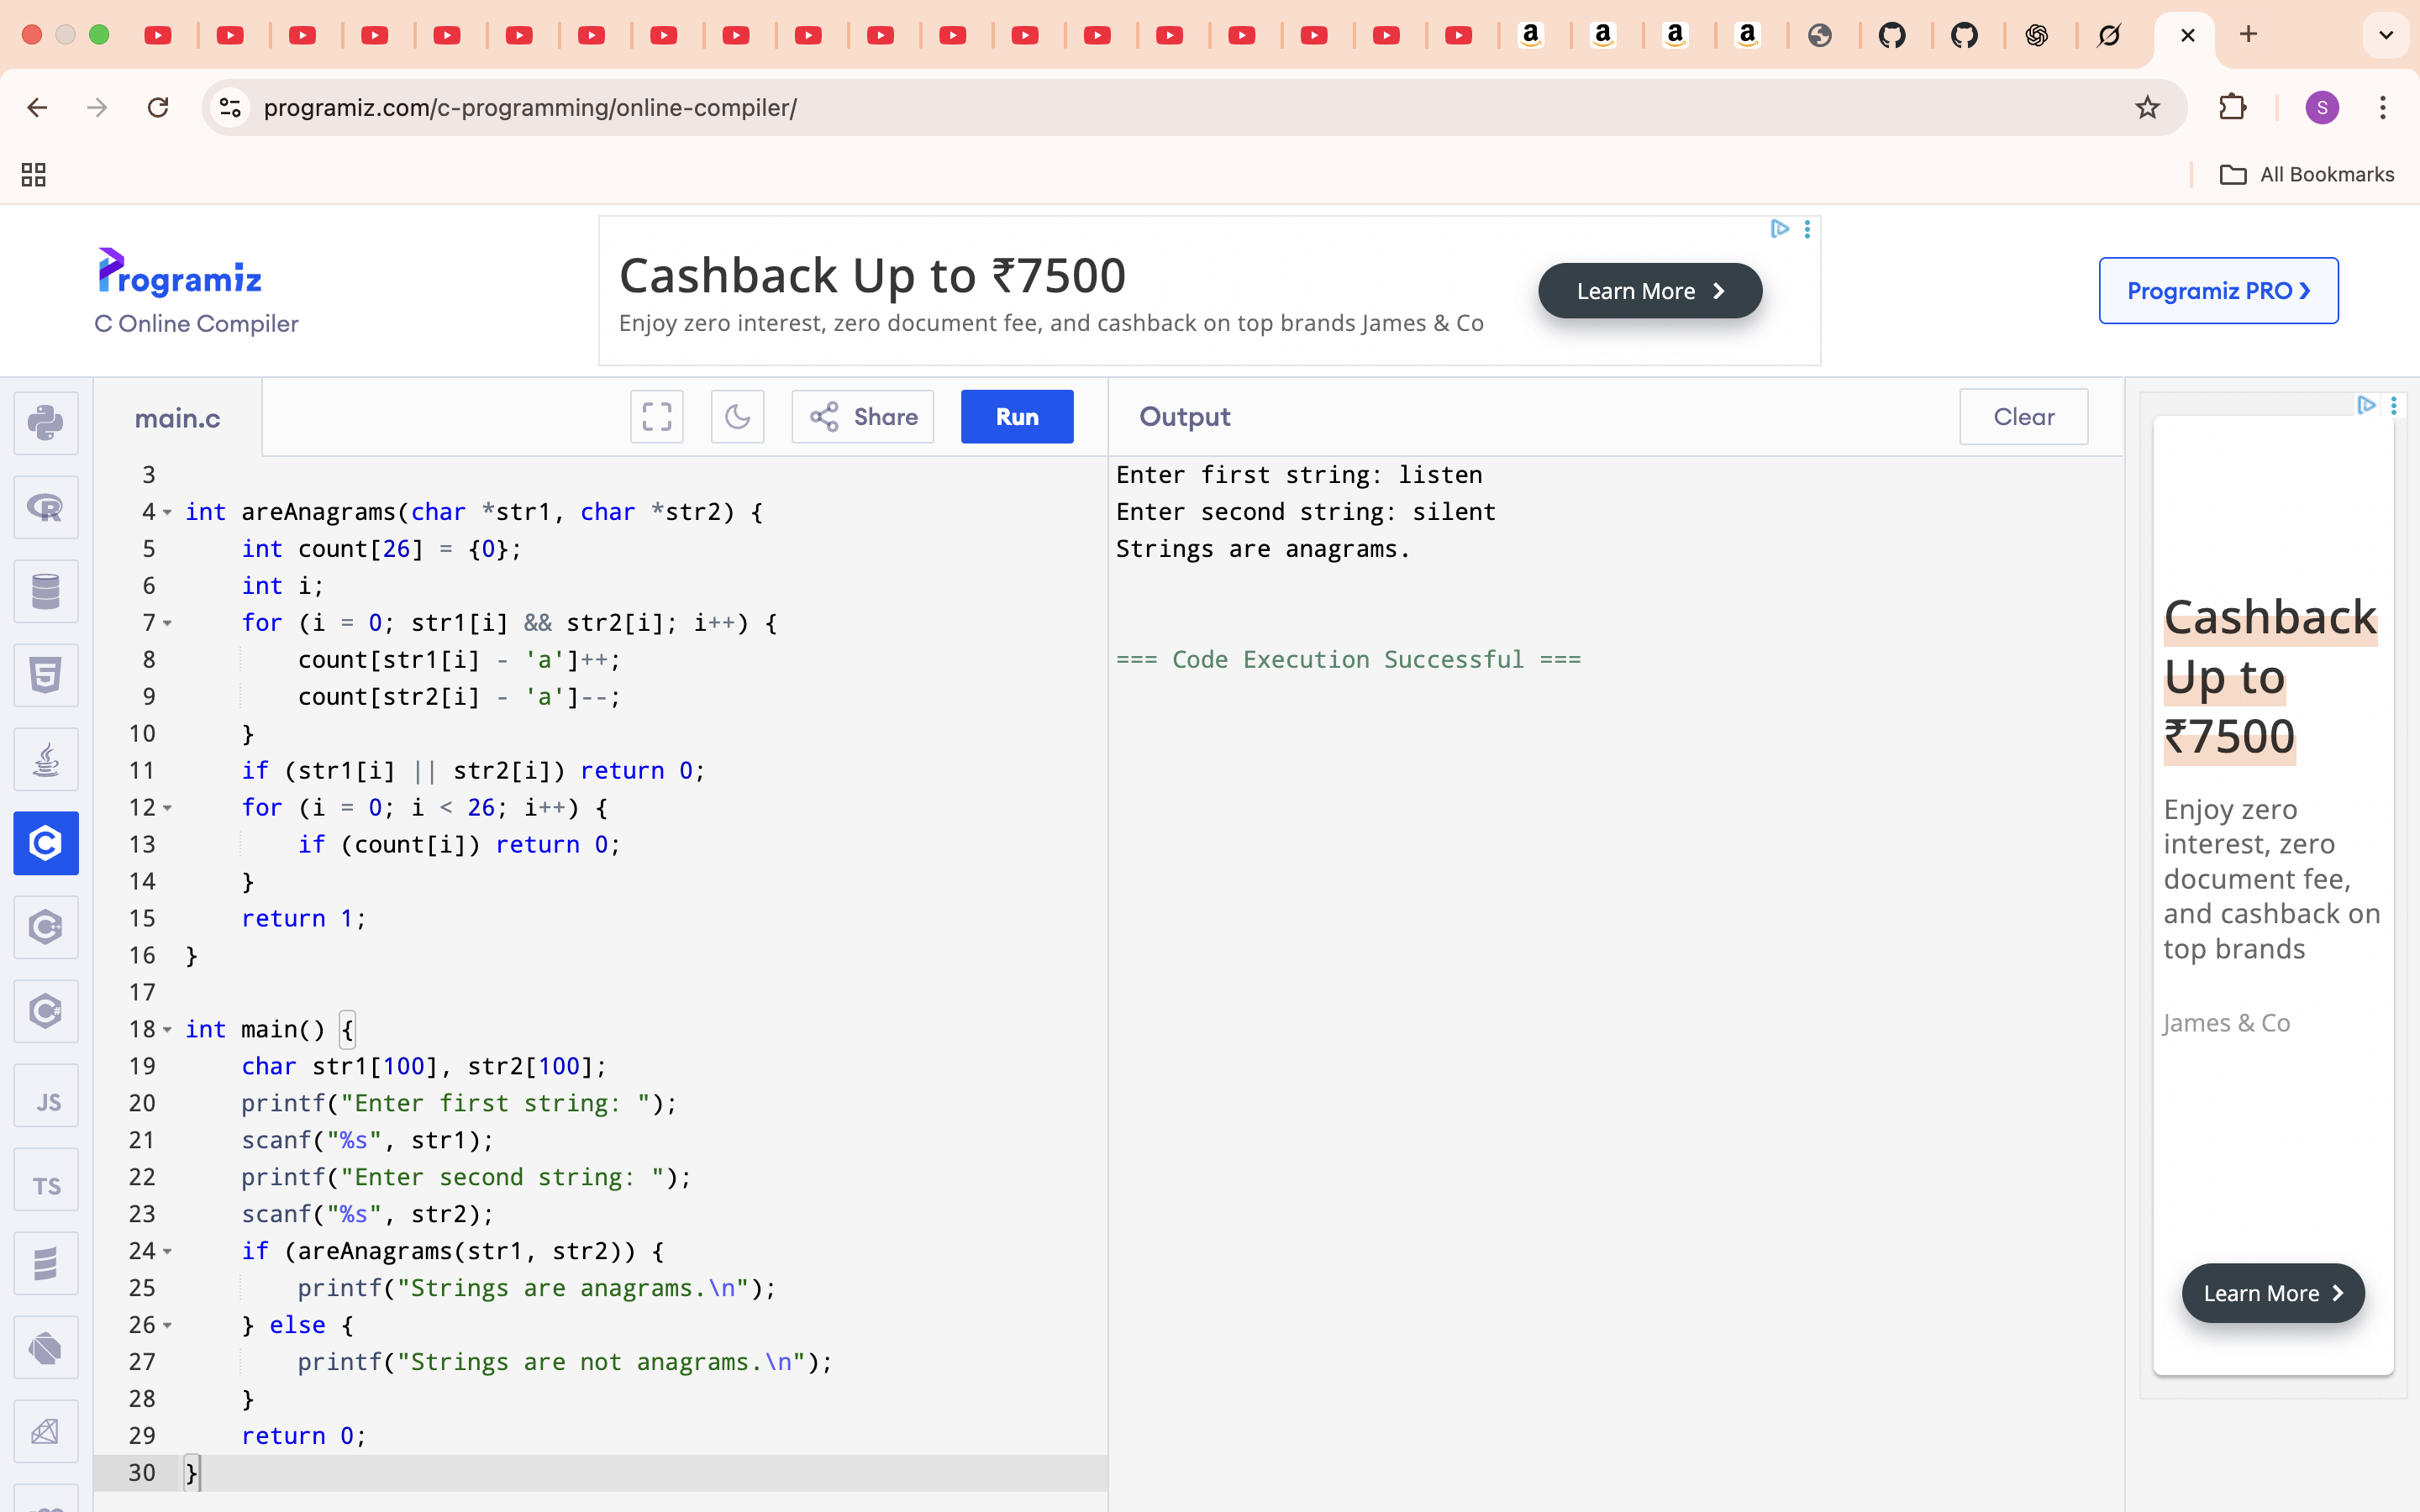 programiz.com/c-programming/online-compiler/
S
All Bookmarks
Programiz
C Online Compiler
Cashback Up to ₹7500
Enjoy zero interest, zero document fee, and cashback on top brands James & Co
Learn More
Programiz PRO
main.c
Share
Run
Output
Clear
3
4 int areAnagrams(char *str1, char *str2) {
5     int count[26] = {0};
6     int i;
7     for (i = 0; str1[i] && str2[i]; i++) {
8         count[str1[i] - 'a']++;
9         count[str2[i] - 'a']--;
10     }
11     if (str1[i] || str2[i]) return 0;
12     for (i = 0; i < 26; i++) {
13         if (count[i]) return 0;
14     }
15     return 1;
16 }
17
18 int main() {
19     char str1[100], str2[100];
20     printf("Enter first string: ");
21     scanf("%s", str1);
22     printf("Enter second string: ");
23     scanf("%s", str2);
24     if (areAnagrams(str1, str2)) {
25         printf("Strings are anagrams.\n");
26     } else {
27         printf("Strings are not anagrams.\n");
28     }
29     return 0;
30 }
Enter first string: listen
Enter second string: silent
Strings are anagrams.
=== Code Execution Successful ===
JS
TS
Cashback
Up to
₹7500
Enjoy zero
interest, zero
document fee,
and cashback on
top brands
James & Co
Learn More